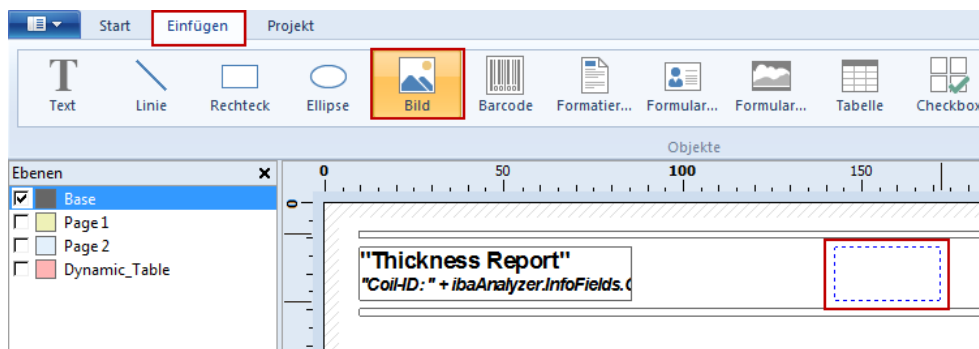 Start Einfügen Projekt
Text Linie Rechteck Ellipse Bild Barcode Formatier... Formular... Formular... Tabelle Checkbox
Objekte
Ebenen
0 50 100 150
Base
Page 1
Page 2
Dynamic_Table
0
"Thickness Report"
"Coil-ID: " + ibaAnalyzer.InfoFields.